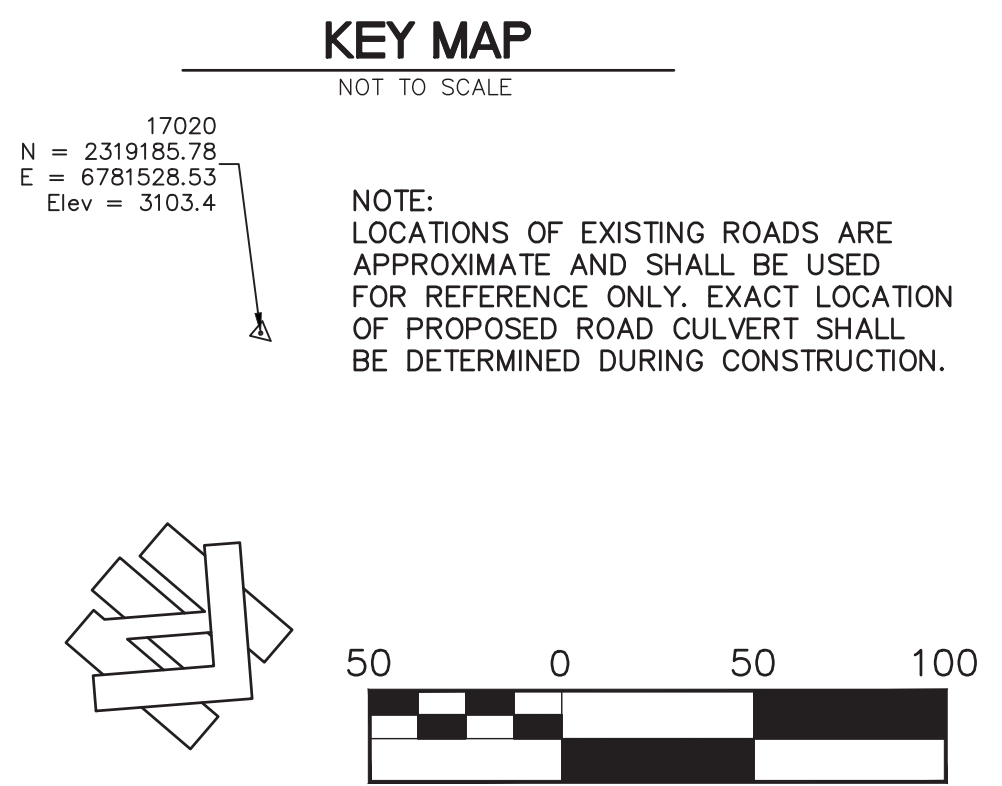 KEY MAP
NOT TO SCALE
17020
N = 2319185.78
E = 6781528.53
Elev = 3103.4
NOTE:
LOCATIONS OF EXISTING ROADS ARE
APPROXIMATE AND SHALL BE USED
FOR REFERENCE ONLY. EXACT LOCATION
OF PROPOSED ROAD CULVERT SHALL
BE DETERMINED DURING CONSTRUCTION.
50 0 50 100